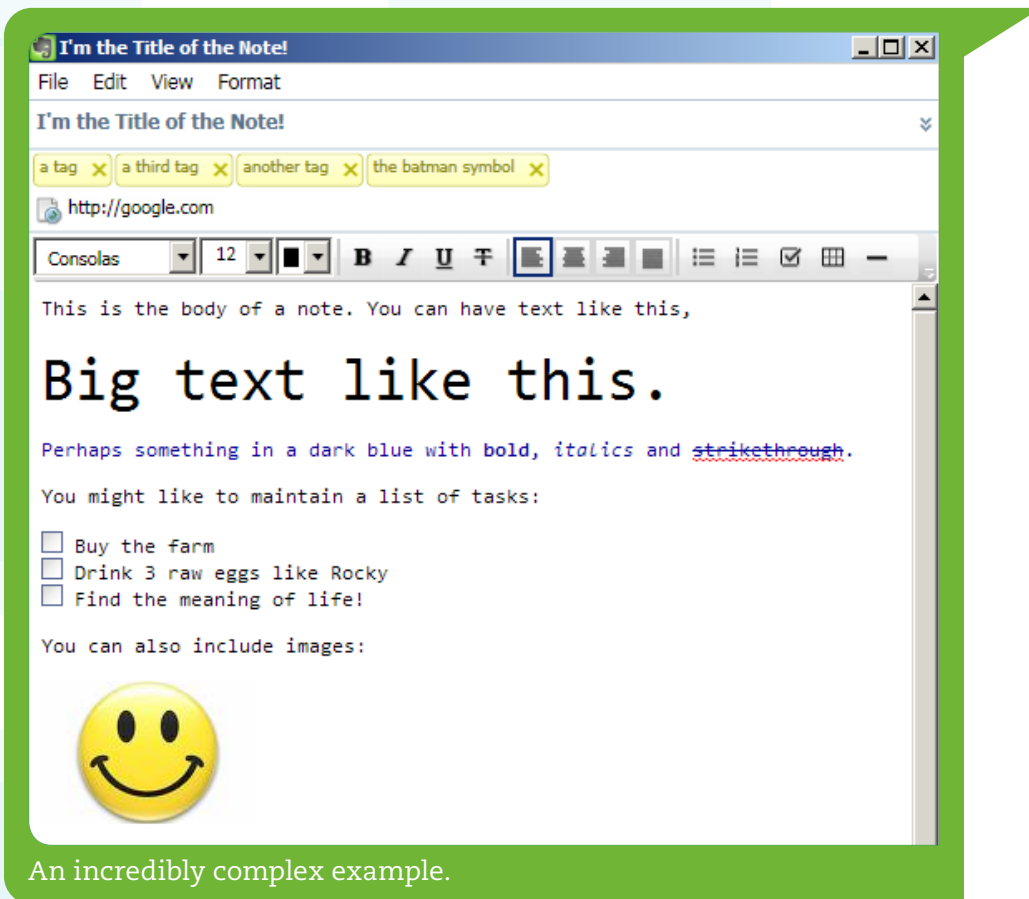 I'm the Title of the Note!
File Edit View Format
I'm the Title of the Note!
a tag a third tag another tag the batman symbol
http://google.com
Consolas 12 B I U T
This is the body of a note. You can have text like this,
Big text like this.
Perhaps something in a dark blue with bold, italics and strikethrough.
You might like to maintain a list of tasks:
Buy the farm
Drink 3 raw eggs like Rocky
Find the meaning of life!
You can also include images:
An incredibly complex example.